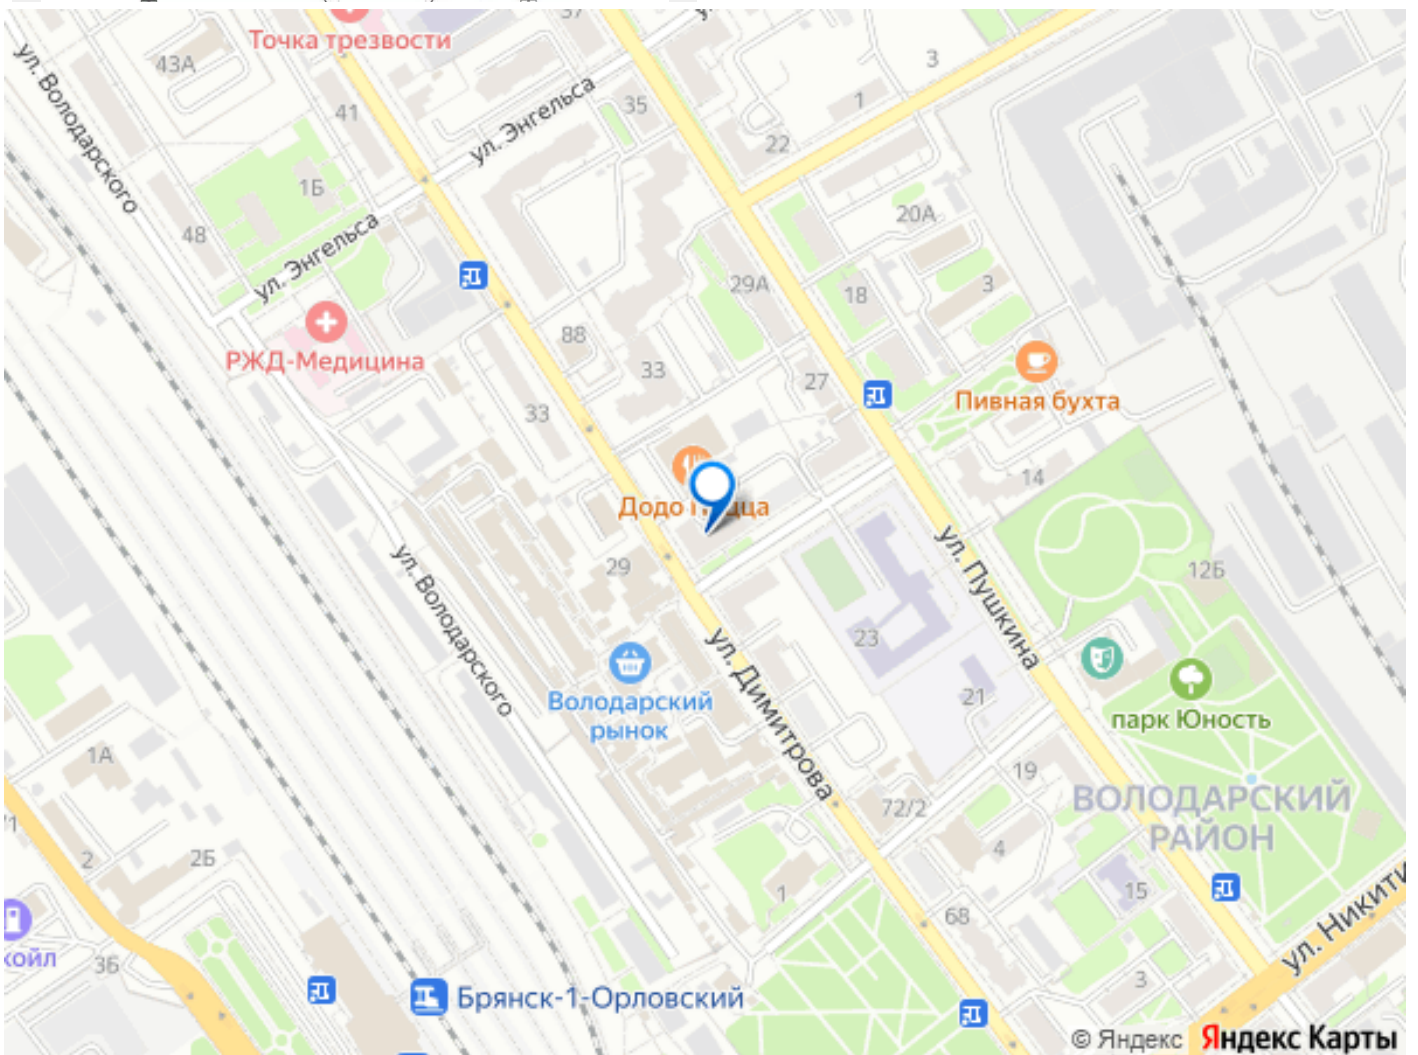 37
Точка трезвости
43А
3
ул. Володарского
41
ул. Энгельса
35
1
22
1Б
20А
48
ул. Энгельса
29А
18
3
РЖД-Медицина
88
33
27
Пивная бухта
33
14
Додо
ул. Володарского
29
ул. Пушкина
12Б
23
ул. Димитрова
Володарский
рынок
21
парк Юность
1А
19
72/2
ВОЛОДАРСКИЙ
РАЙОН
2
2Б
4
1
15
68
ул. Никити
койл
3Б
3
Брянск-1-Орловский
© Яндекс Яндекс Карты